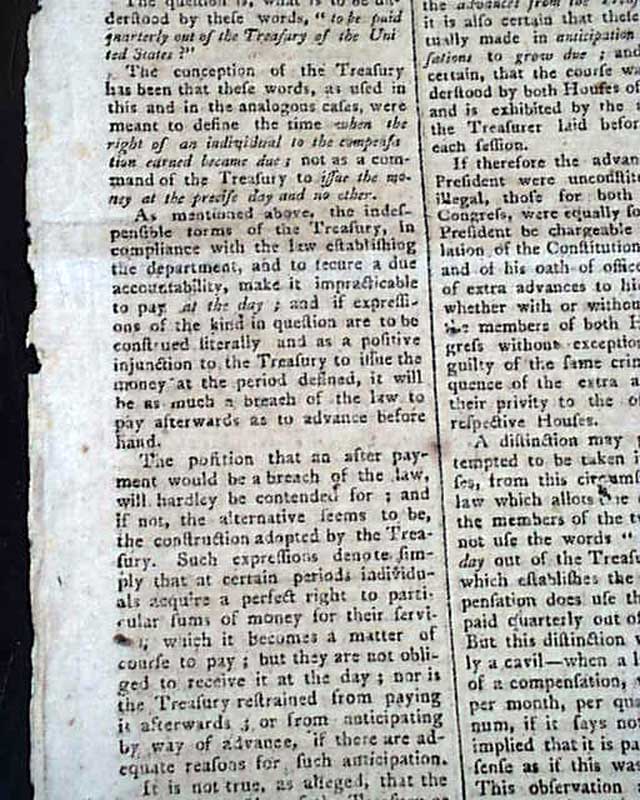 The question is, what is to be un-
derſtood by theſe words, "to be paid
quarterly out of the Treaſury of the Uni
ted States?"
The conception of the Treaſury
has been that theſe words, as uſed in
this and in the analogous caſes, were
meant to define the time when the
right of an individual to the compenſa
tion earned became due; not as a com-
mand of the Treaſury to iſſue the mo-
ney at the preciſe day and no other.
As mentioned above, the indiſ-
penſible forms of the Treaſury, in
compliance with the law eſtabliſhing
the department, and to ſecure a due
accountability, make it impracticable
to pay at the day; and if expreſſi-
ons of the kind in queſtion are to be
conſtrued literally and as a poſitive
injunction to the Treaſury to iſſue the
money at the period defined, it will
be as much a breach of the law to
pay afterwards as to advance before
hand.
The poſition that an after pay-
ment would be a breach of the law,
will hardley be contended for; and
if not, the alternative ſeems to be,
the conſtruction adopted by the Trea-
ſury. Such expreſſions denote ſim-
ply that at certain periods individu-
als acquire a perfect right to parti-
cular ſums of money for their ſervi-
which it becomes a matter of
courſe to pay; but they are not obli-
ged to receive it at the day; nor is
the Treaſury reſtrained from paying
it afterwards; or from anticipating
by way of advance, if there are ad-
equate reaſons for ſuch anticipation.
It is not true, as alleged, that the
the advances from the
it is alſo certain that theſe
tually made in anticipation
ſations to grow due; and
certain, that the courſe wa
derſtood by both Houſes of
and is exhibited by the
the Treaſurer laid before
each ſeſſion.
If therefore the advan
Preſident were unconſtit
illegal, thoſe for both
Congreſs, were equally ſo
Preſident be chargeable
lation of the Conſtitution
and of his oath of office
of extra advances to hi
whether with or withou
the members of both H
greſs without exceptio
guilty of the ſame crim
quence of the extra a
their privity to the o
reſpective Houſes.
A diſtinction may
tempted to be taken i
ſes, from this circumſ
law which allots the
the members of the t
not uſe the words "
day out of the Treaſu
which eſtabliſhes the
penſation does uſe th
paid quarterly out o
But this diſtinction
ly a cavil—when a l
of a compenſation,
per month, per qu
num, if it ſays no
implied that it is pa
ſenſe as if this was
This obſervation